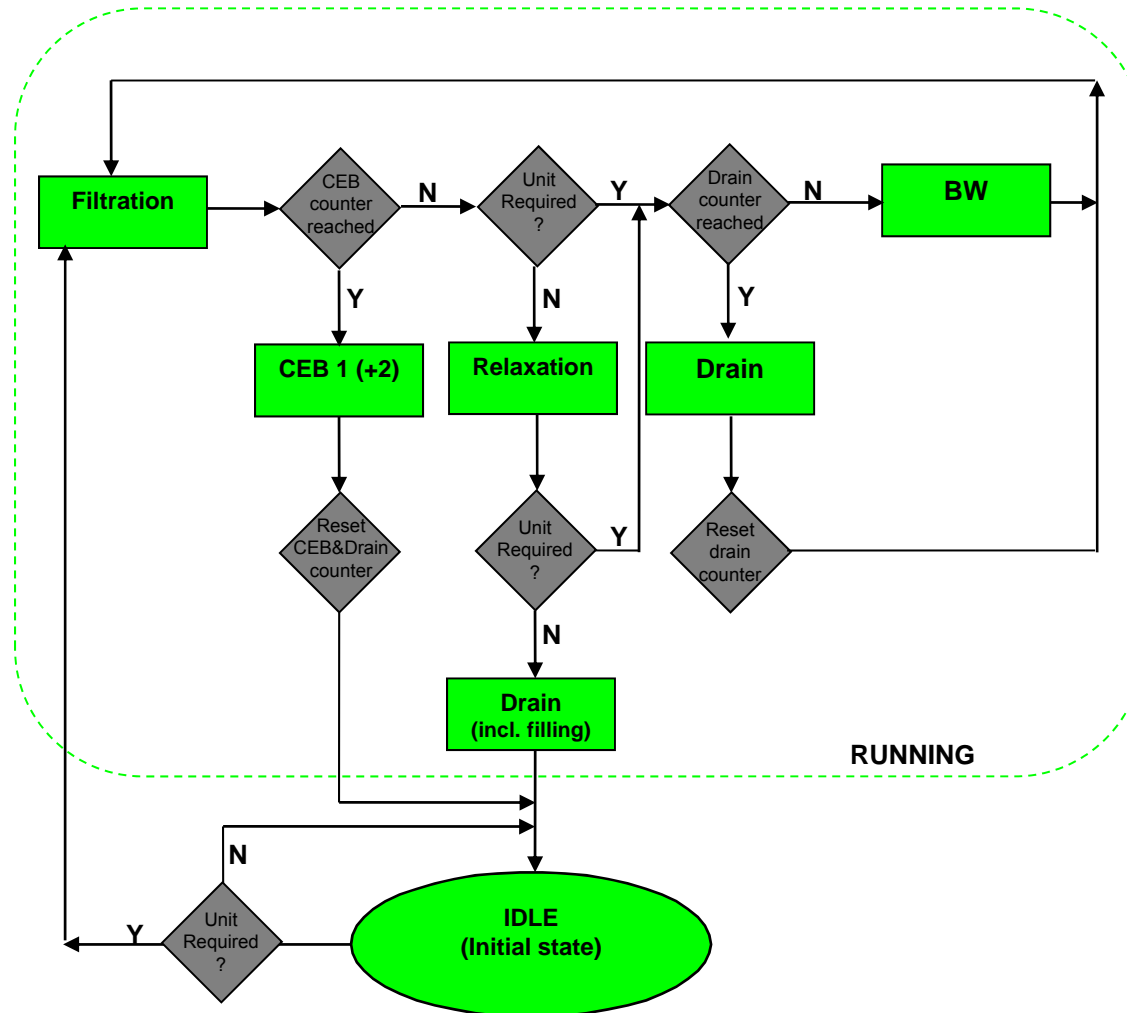 Filtration
CEB
counter
reached
N
Unit
Required
?
Y
Drain
counter
reached
N
BW
Y
N
Y
CEB 1 (+2)
Relaxation
Drain
Reset
CEB&Drain
counter
Unit
Required
?
Y
Reset
drain
counter
N
Drain
(incl. filling)
RUNNING
N
Unit
Required
?
Y
IDLE
(Initial state)